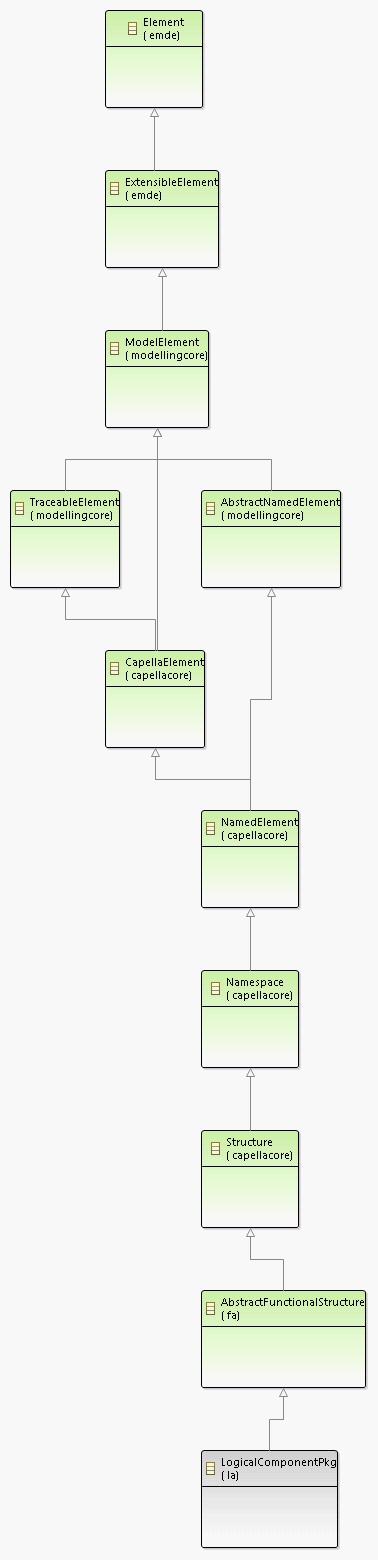 Element
( emde)
ExtensibleElement
( emde)
ModelElement
( modellingcore)
TraceableElement
( modellingcore)
AbstractNamedElement
( modellingcore)
CapellaElement
( capellacore)
NamedElement
( capellacore)
Namespace
( capellacore)
Structure
( capellacore)
AbstractFunctionalStructure
( fa)
LogicalComponentPkg
( la)